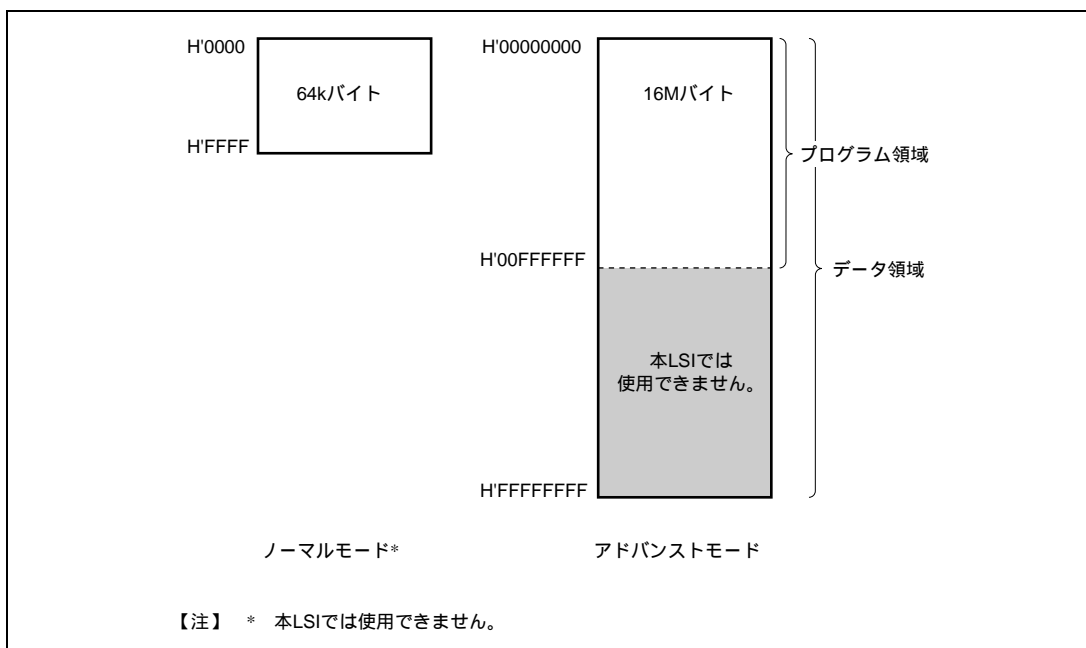 H'0000
64kバイト
H'FFFF
ノーマルモード*
H'00000000
16Mバイト
プログラム領域
H'00FFFFFF
データ領域
本LSIでは
使用できません。
H'FFFFFFFF
アドバンストモード
【注】 * 本LSIでは使用できません。